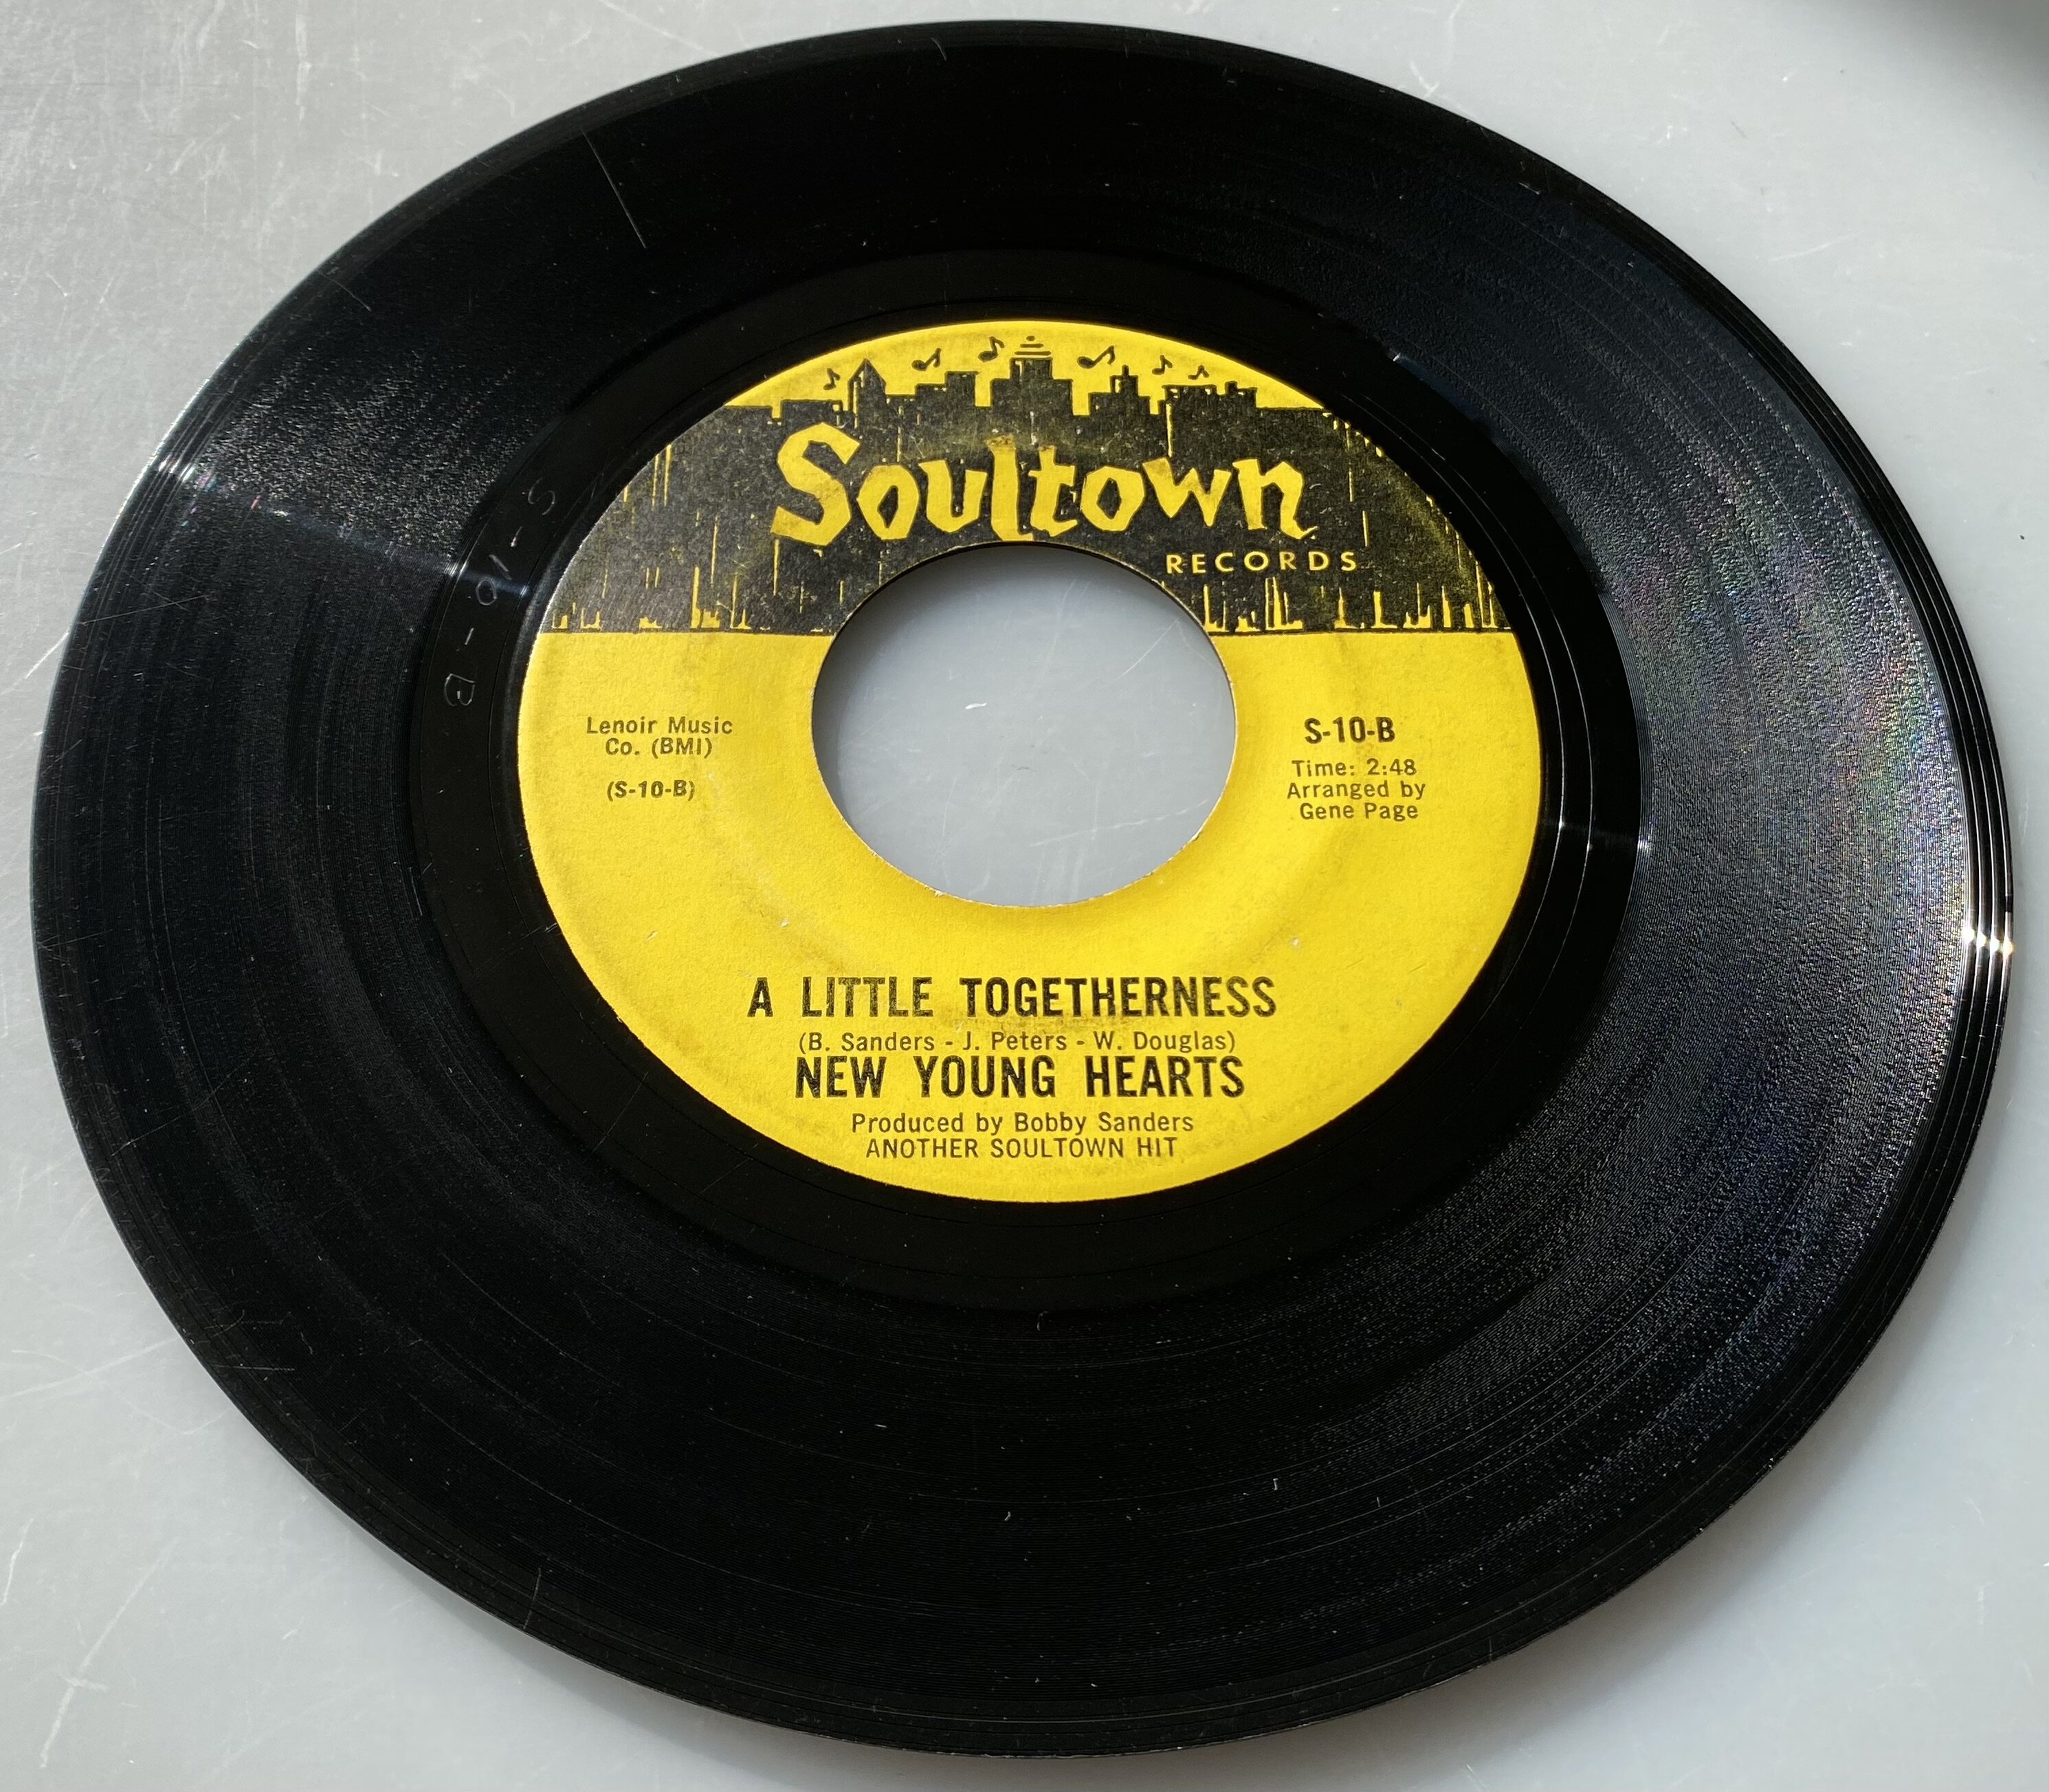 Soultown
RECORDS
Lenoir Music
Co. (BMI)
(S-10-B)
S-10-B
Time: 2:48
Arranged by
Gene Page
A LITTLE TOGETHERNESS
(B. Sanders - J. Peters - W. Douglas)
NEW YOUNG HEARTS
Produced by Bobby Sanders
ANOTHER SOULTOWN HIT
S-10-B